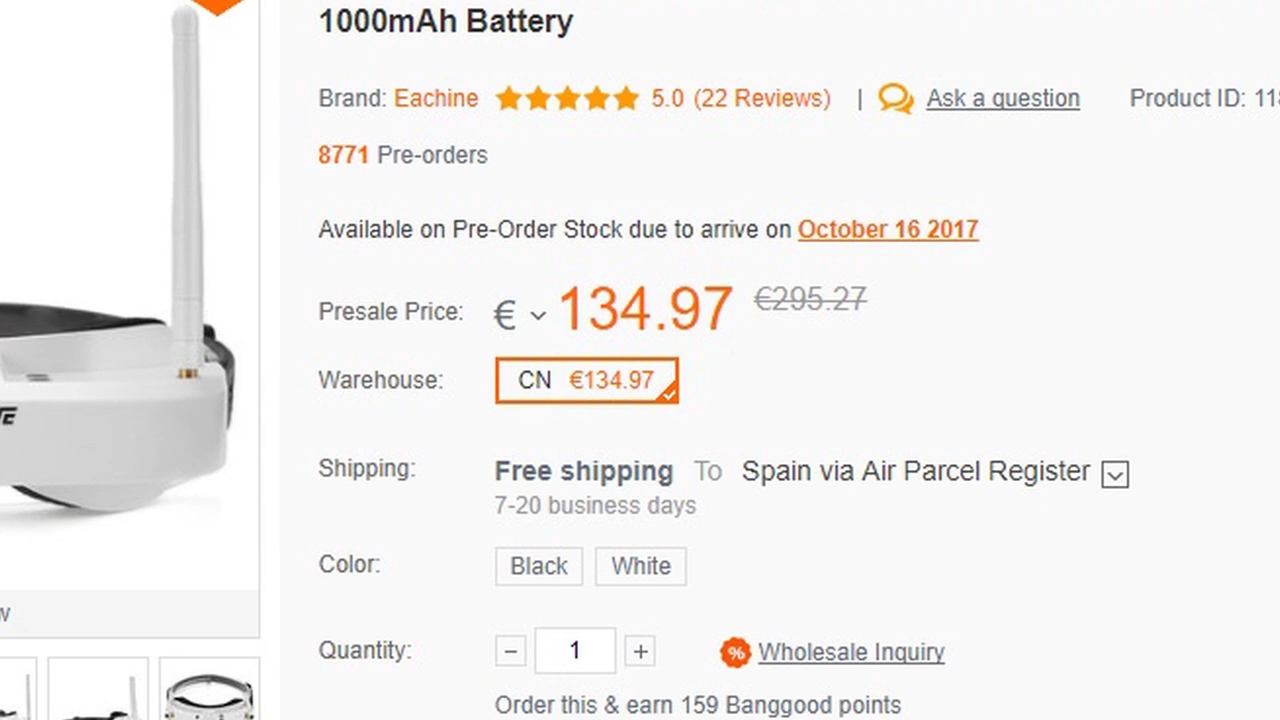 1000mAh Battery
Brand: Eachine 5.0 (22 Reviews) | Ask a question Product ID:
8771 Pre-orders
Available on Pre-Order Stock due to arrive on October 16 2017
Presale Price: € 134.97 €295.27
Warehouse: CN €134.97
Shipping: Free shipping To Spain via Air Parcel Register
7-20 business days
Color: Black White
Quantity: - 1 + % Wholesale Inquiry
Order this & earn 159 Banggood points